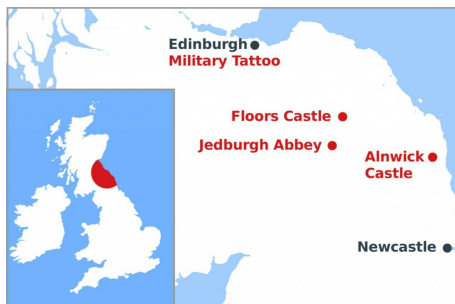 Edinburgh
Military Tattoo
Floors Castle
Jedburgh Abbey
Alnwick
Castle
Newcastle